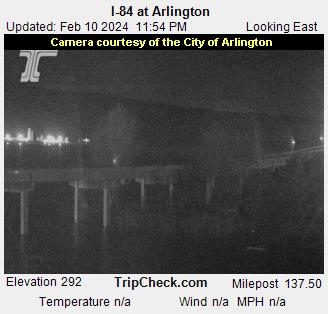 I-84 at Arlington
Updated: Feb 10 2024 11:54 PM Looking East
Camera courtesy of the City of Arlington
Elevation 292 TripCheck.com Milepost 137.50
Temperature n/a Wind n/a MPH n/a